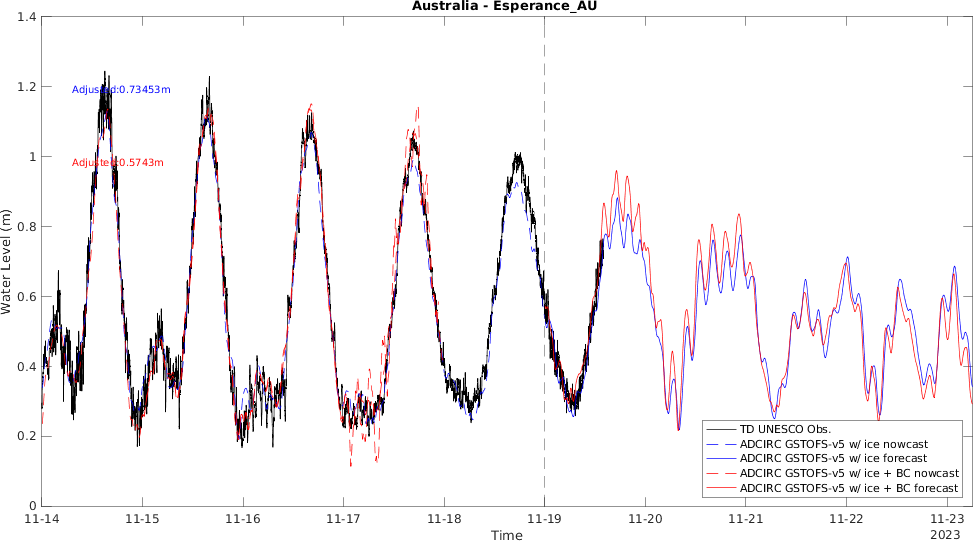 Australia - Esperance_AU
1.4
1.2
1
0.8
0.6
0.4
0.2
0
Water Level (m)
Adjusted:0.73453m
Adjusted:0.5743m
TD UNESCO Obs.
ADCIRC GSTOFS-v5 w/ ice nowcast
ADCIRC GSTOFS-v5 w/ ice forecast
ADCIRC GSTOFS-v5 w/ ice + BC nowcast
ADCIRC GSTOFS-v5 w/ ice + BC forecast
11-14 11-15 11-16 11-17 11-18 11-19 11-20 11-21 11-22 11-23
2023
Time